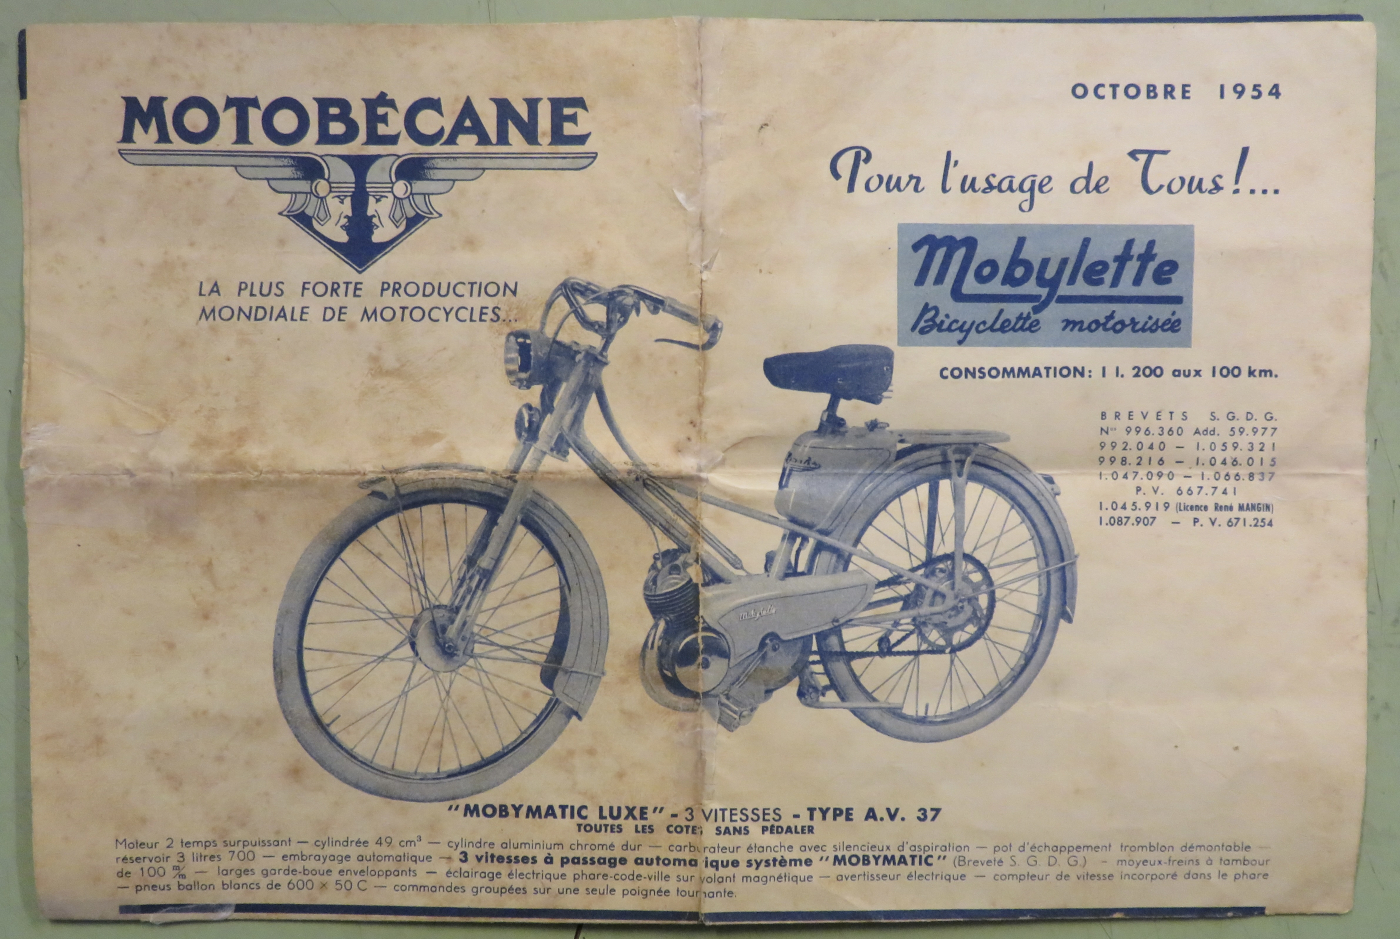 MOTOBÉCANE
LA PLUS FORTE PRODUCTION
MONDIALE DE MOTOCYCLES...
OCTOBRE 1954
Pour l'usage de Tous!...
Mobylette
Bicyclette motorisée
CONSOMMATION: 1 l. 200 aux 100 km.
BREVETS S.G.D.G.
Nos 996.360 Add. 59.977
992.040 — 1.059.321
998.216 — 1.046.015
1.047.090 — 1.066.837
P.V. 667.741
1.045.919 (Licence René MANGIN)
1.087.907 — P.V. 671.254
Mobylette
"MOBYMATIC LUXE" - 3 VITESSES - TYPE A.V. 37
TOUTES LES COTES SANS PÉDALER
Moteur 2 temps surpuissant — cylindrée 49 cm³ — cylindre aluminium chromé dur — carburateur étanche avec silencieux d'aspiration — pot d'échappement tromblon démontable —
réservoir 3 litres 700 — embrayage automatique — 3 vitesses à passage automatique système "MOBYMATIC" (Breveté S. G. D. G.) — moyeux-freins à tambour
de 100 m/m — larges garde-boue enveloppants — éclairage électrique phare-code-ville sur volant magnétique — avertisseur électrique — compteur de vitesse incorporé dans le phare
— pneus ballon blancs de 600 × 50 C — commandes groupées sur une seule poignée tournante.